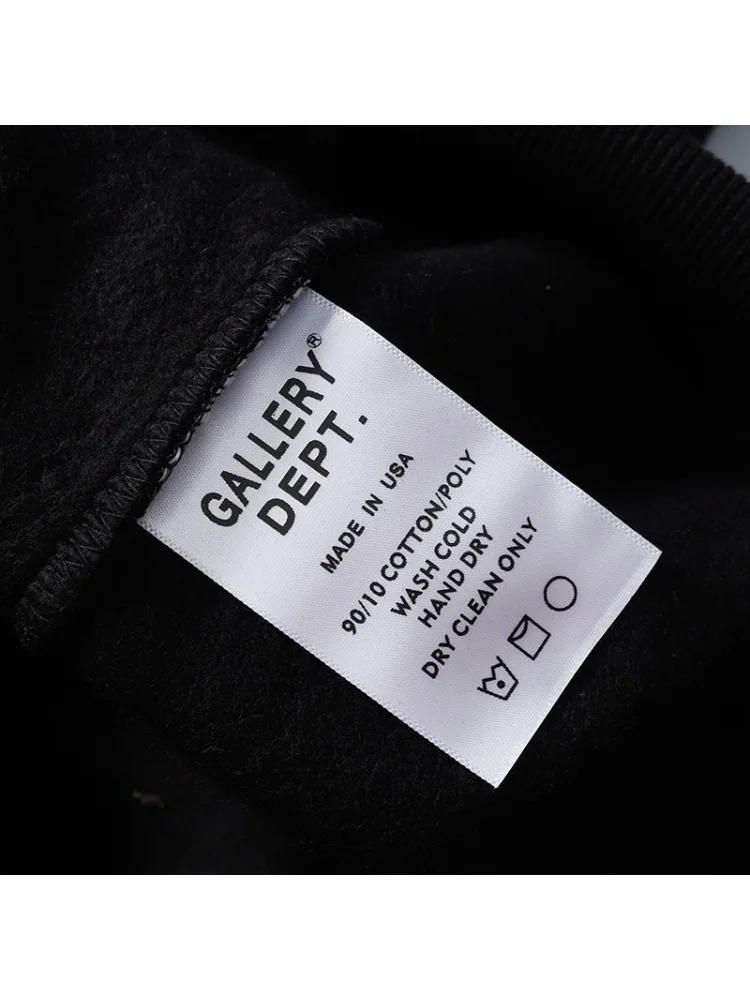 GALLERY®
DEPT.
MADE IN USA
90/10 COTTON/POLY
WASH COLD
HAND DRY
DRY CLEAN ONLY